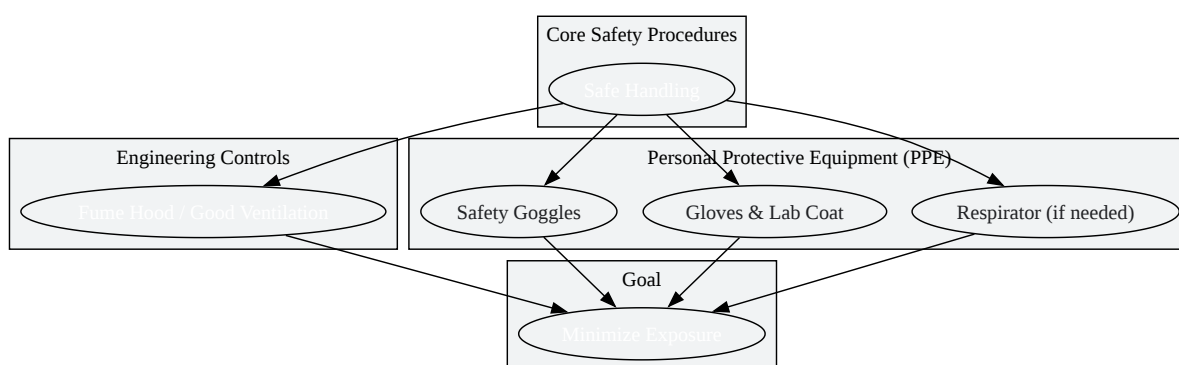 Core Safety Procedures
Safe Handling
Engineering Controls
Personal Protective Equipment (PPE)
Fume Hood / Good Ventilation
Safety Goggles
Gloves & Lab Coat
Respirator (if needed)
Goal
Minimize Exposure